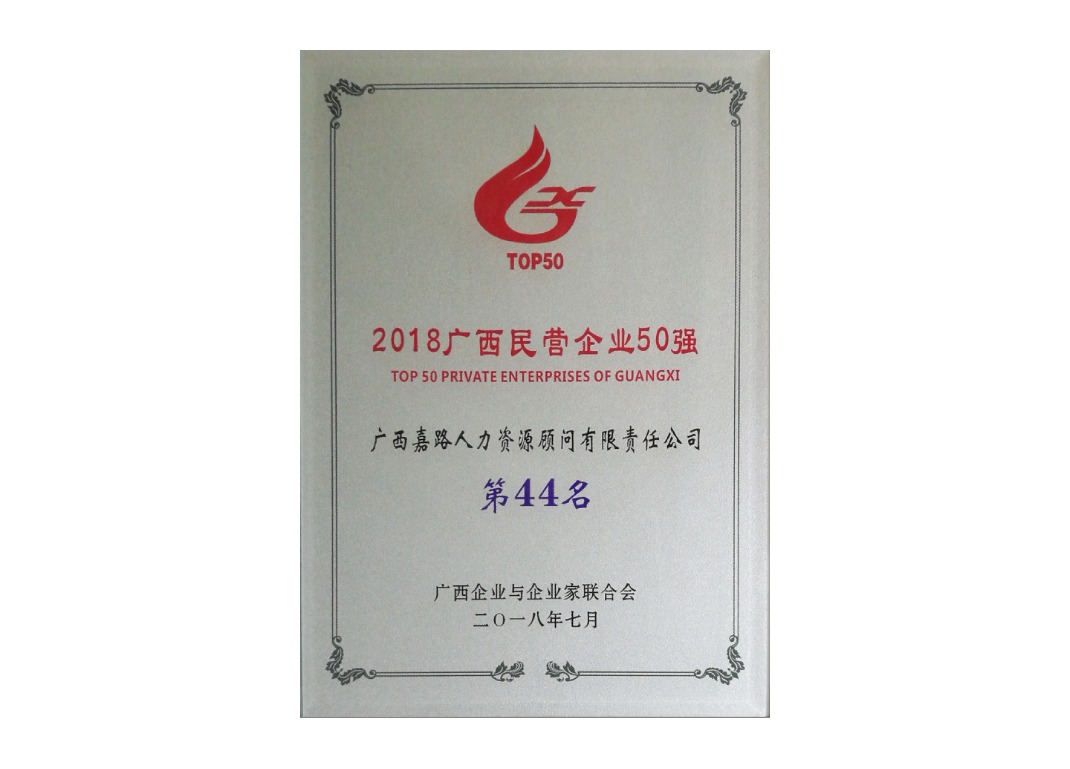 TOP50
2018广西民营企业50强
TOP 50 PRIVATE ENTERPRISES OF GUANGXI
广西嘉路人力资源顾问有限责任公司
第44名
广西企业与企业家联合会
二〇一八年七月